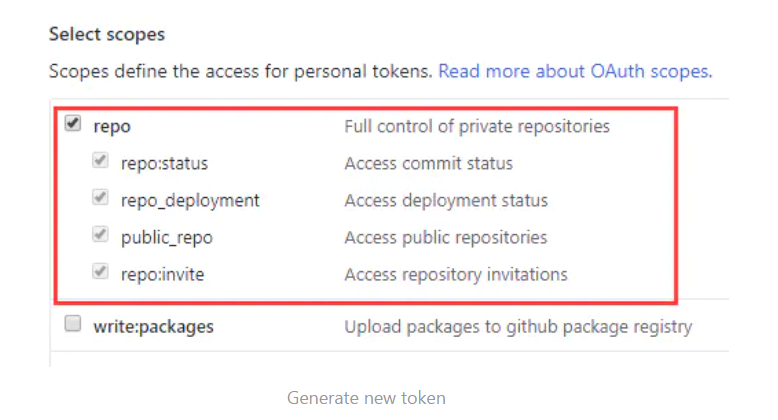 Select scopes
Scopes define the access for personal tokens. Read more about OAuth scopes.
repo Full control of private repositories
repo:status Access commit status
repo_deployment Access deployment status
public_repo Access public repositories
repo:invite Access repository invitations
write:packages Upload packages to github package registry
Generate new token